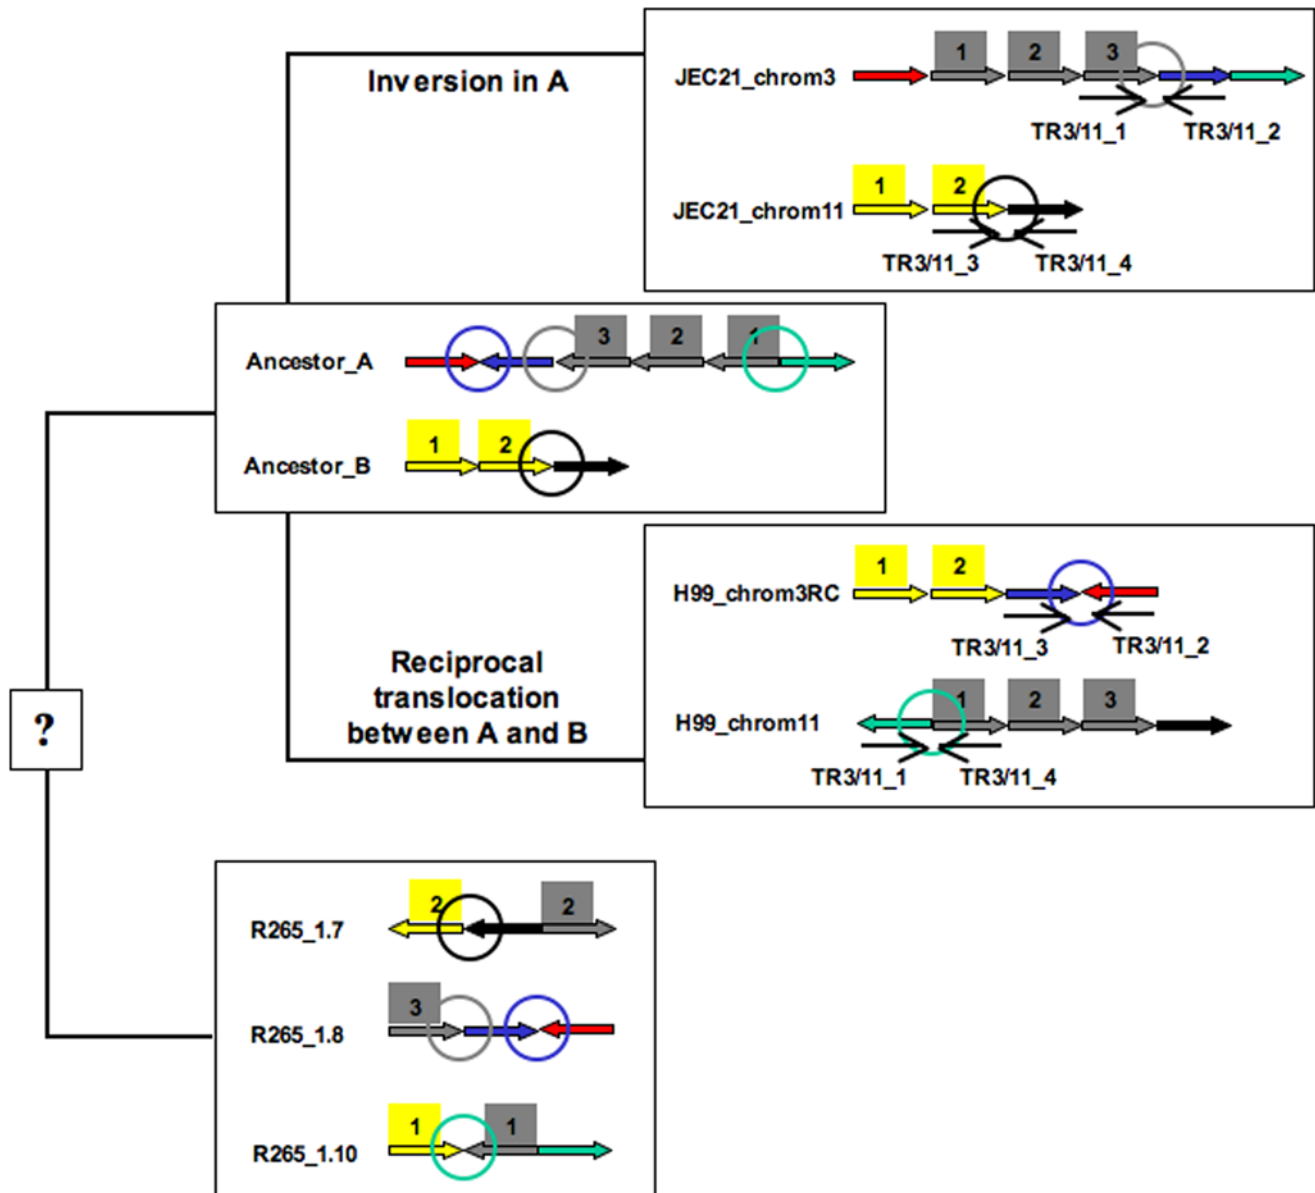 Inversion in A
JEC21_chrom3
1 2 3
TR3/11_1 TR3/11_2
JEC21_chrom11
1 2
TR3/11_3 TR3/11_4
Ancestor_A
3 2 1
Ancestor_B
1 2
Reciprocal
translocation
between A and B
H99_chrom3RC
1 2
TR3/11_3 TR3/11_2
H99_chrom11
1 2 3
TR3/11_1 TR3/11_4
?
R265_1.7
2 2
R265_1.8
3
R265_1.10
1 1